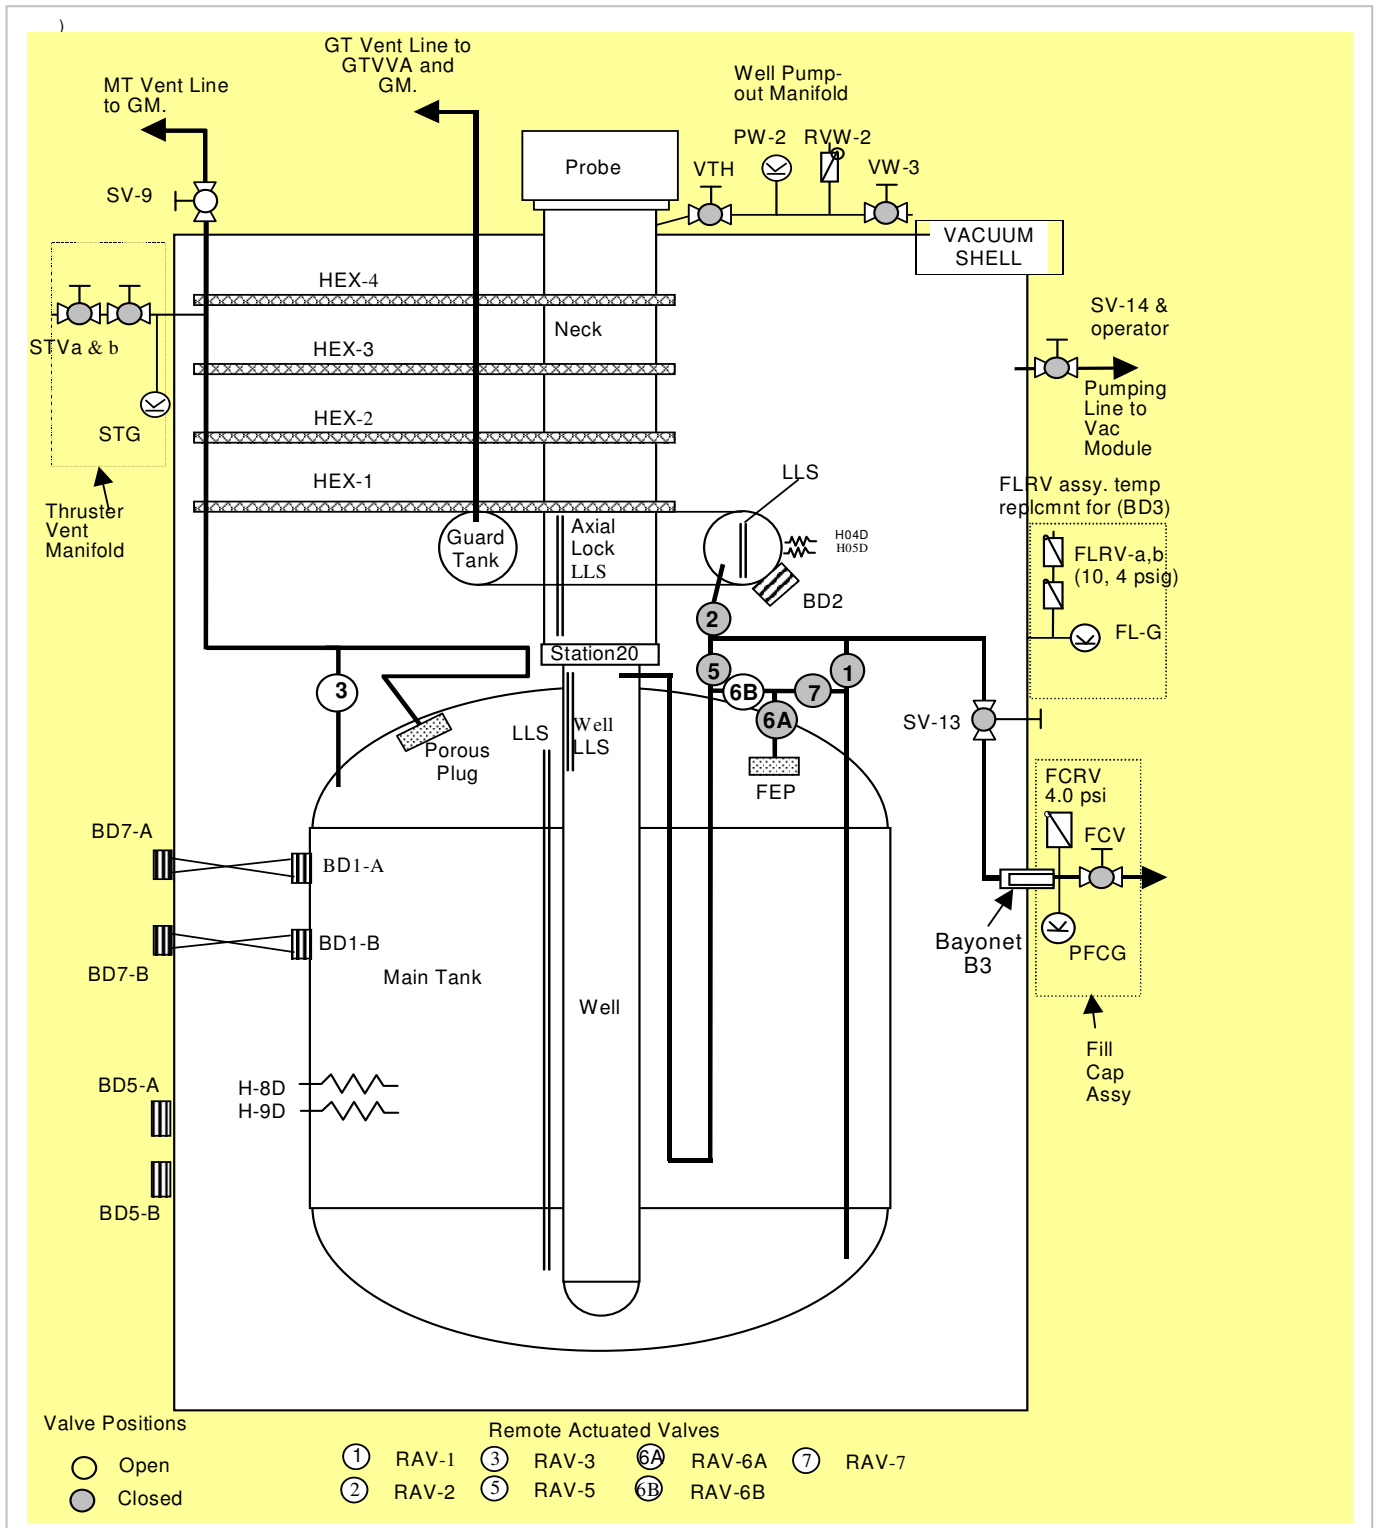 )
GT Vent Line to
GTVVA and
GM.
MT Vent Line
to GM.
Well Pump-
out Manifold
PW-2 RVW-2
Probe
VTH
VW-3
SV-9
VACUUM
SHELL
HEX-4
Neck
SV-14 &
operator
STVa & b
HEX-3
Pumping
Line to
Vac
Module
HEX-2
STG
HEX-1
LLS
FLRV assy. temp
replcmnt for (BD3)
Thruster
Vent
Manifold
Guard
Tank
Axial
Lock
LLS
H04D
H05D
FLRV-a,b
(10, 4 psig)
BD2
2
FL-G
Station20
5
1
3
6B
7
6A
SV-13
LLS
Well
LLS
Porous
Plug
FEP
FCRV
4.0 psi
FCV
BD7-A
BD1-A
BD1-B
Bayonet
B3
PFCG
BD7-B
Main Tank
Well
Fill
Cap
Assy
BD5-A
H-8D
H-9D
BD5-B
Valve Positions
Open
Closed
Remote Actuated Valves
1 RAV-1 3 RAV-3 6A RAV-6A 7 RAV-7
2 RAV-2 5 RAV-5 6B RAV-6B